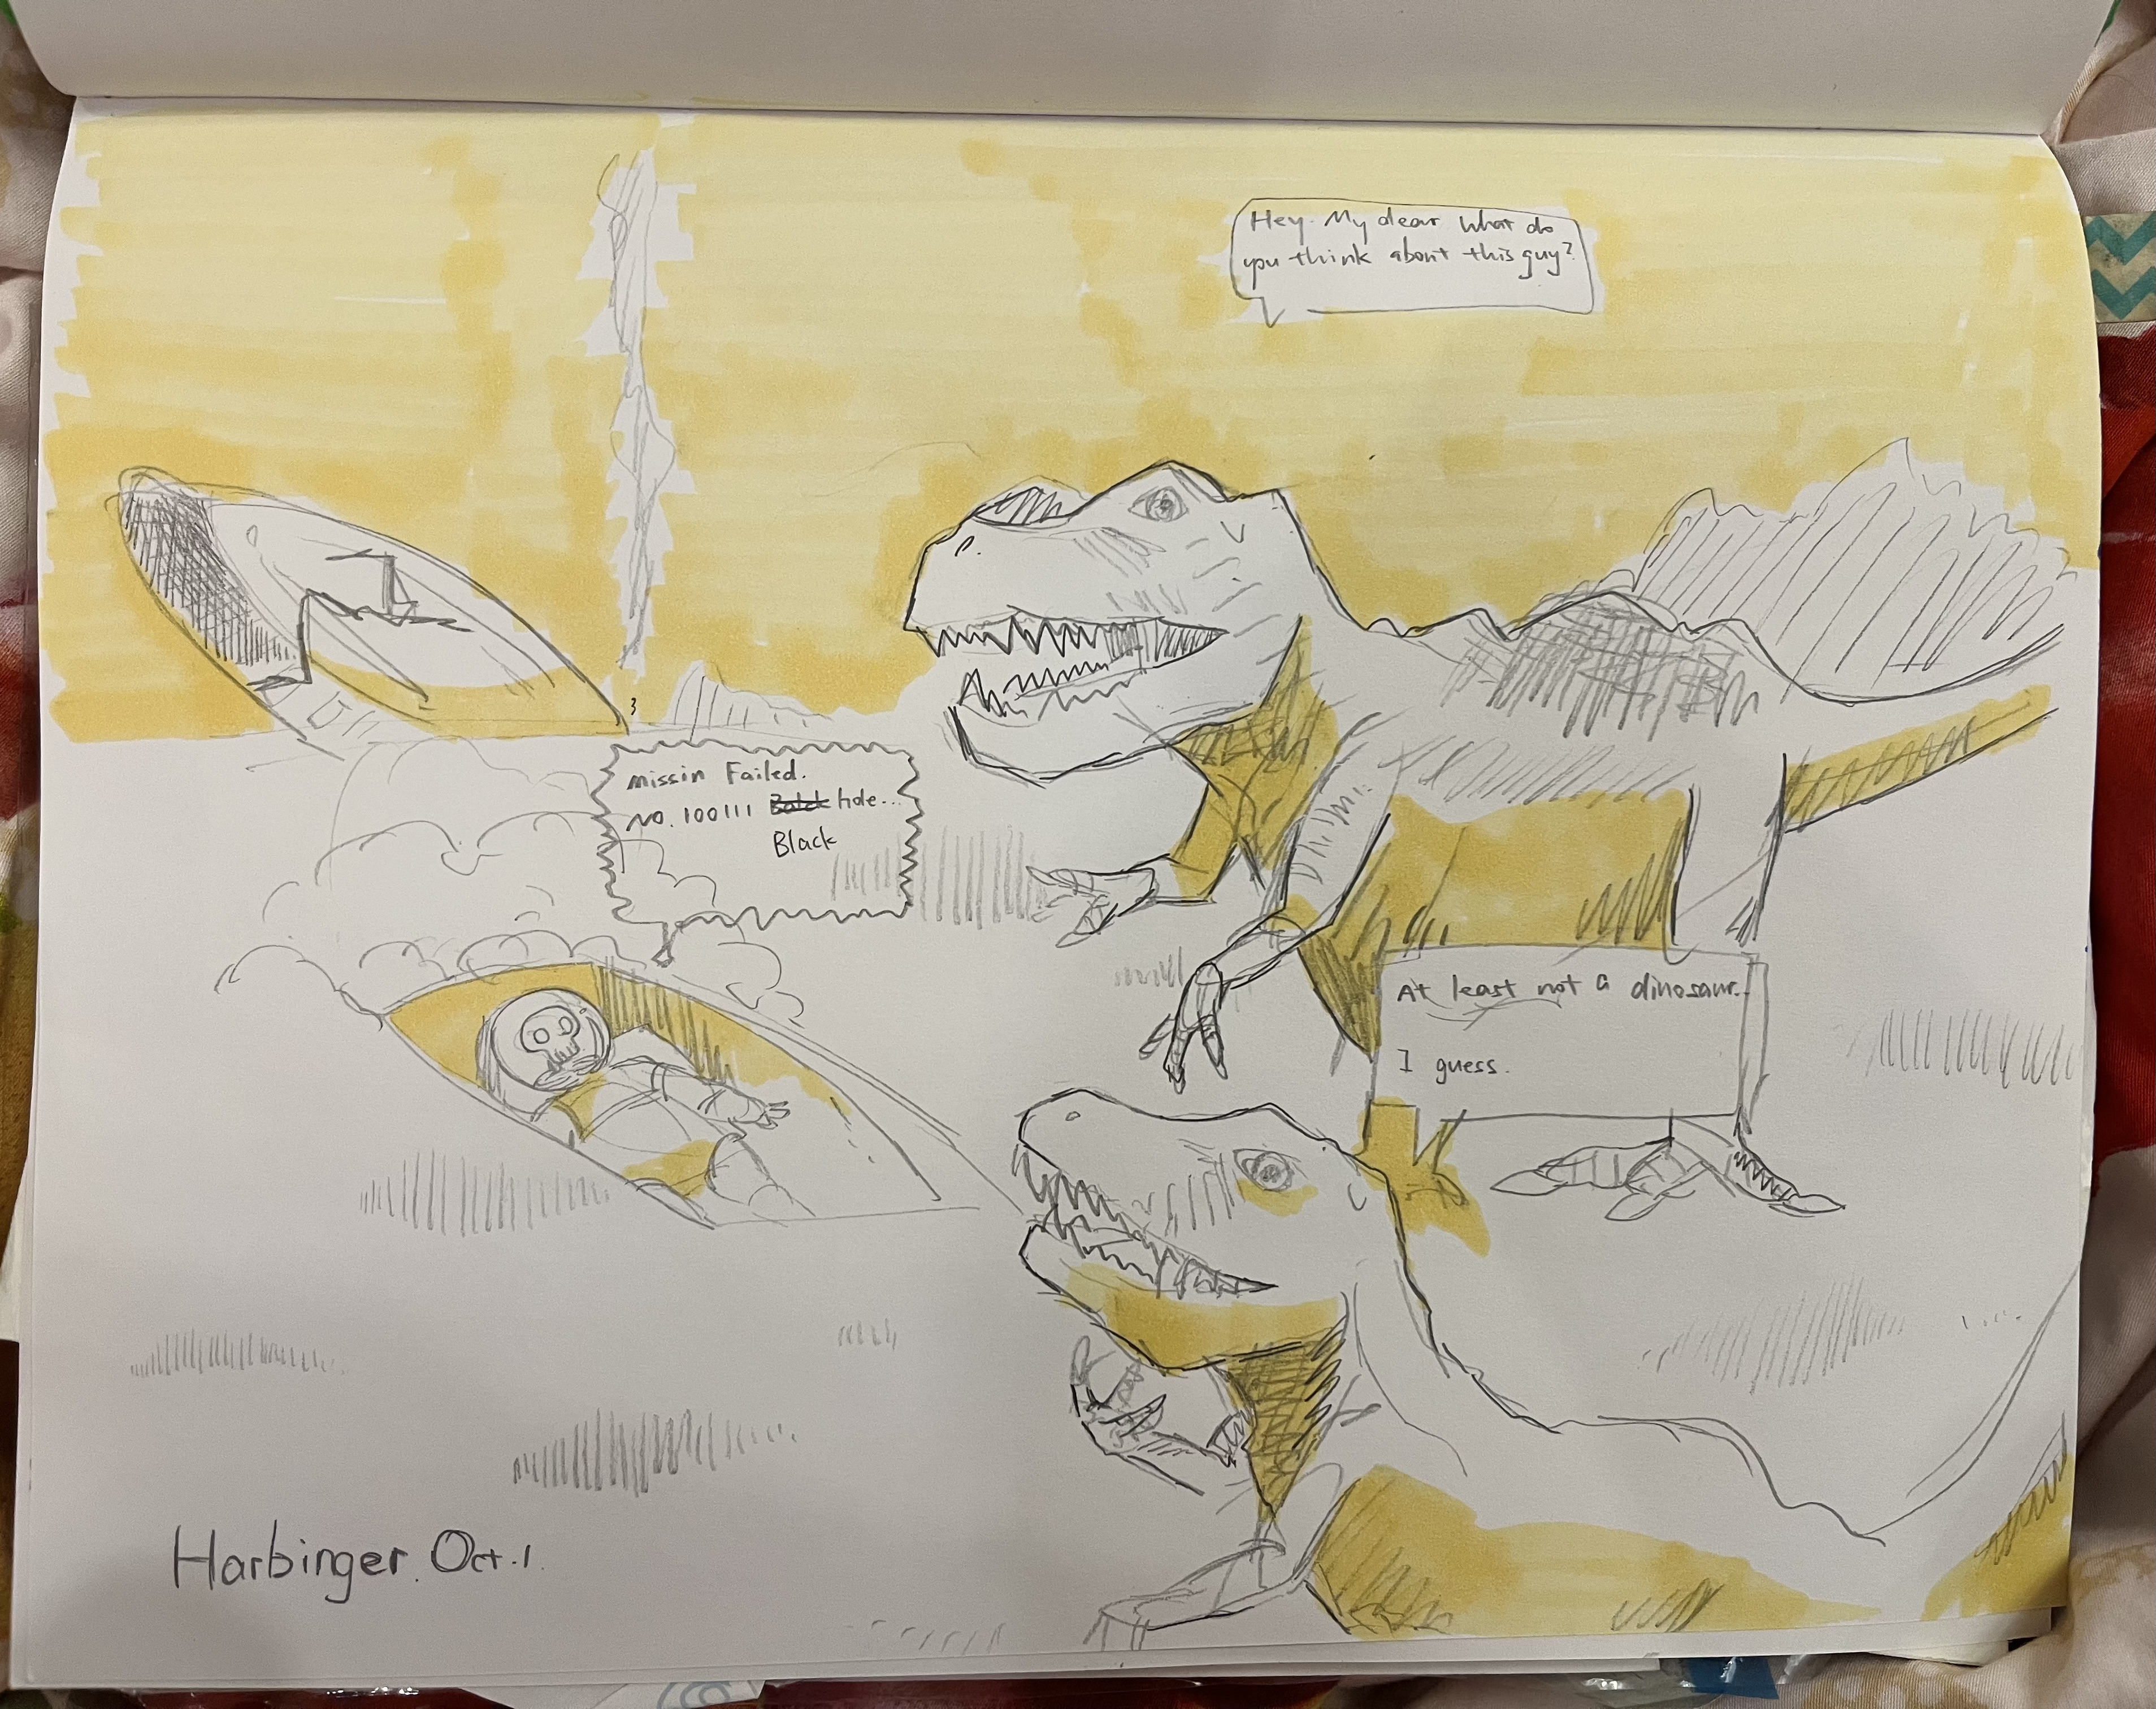 Hey. My dear what do
you think about this guy?
missin Failed.
No. 100111 hole...
Black
At least not a dinosaur..
I guess.
Harbinger. Oct.1.